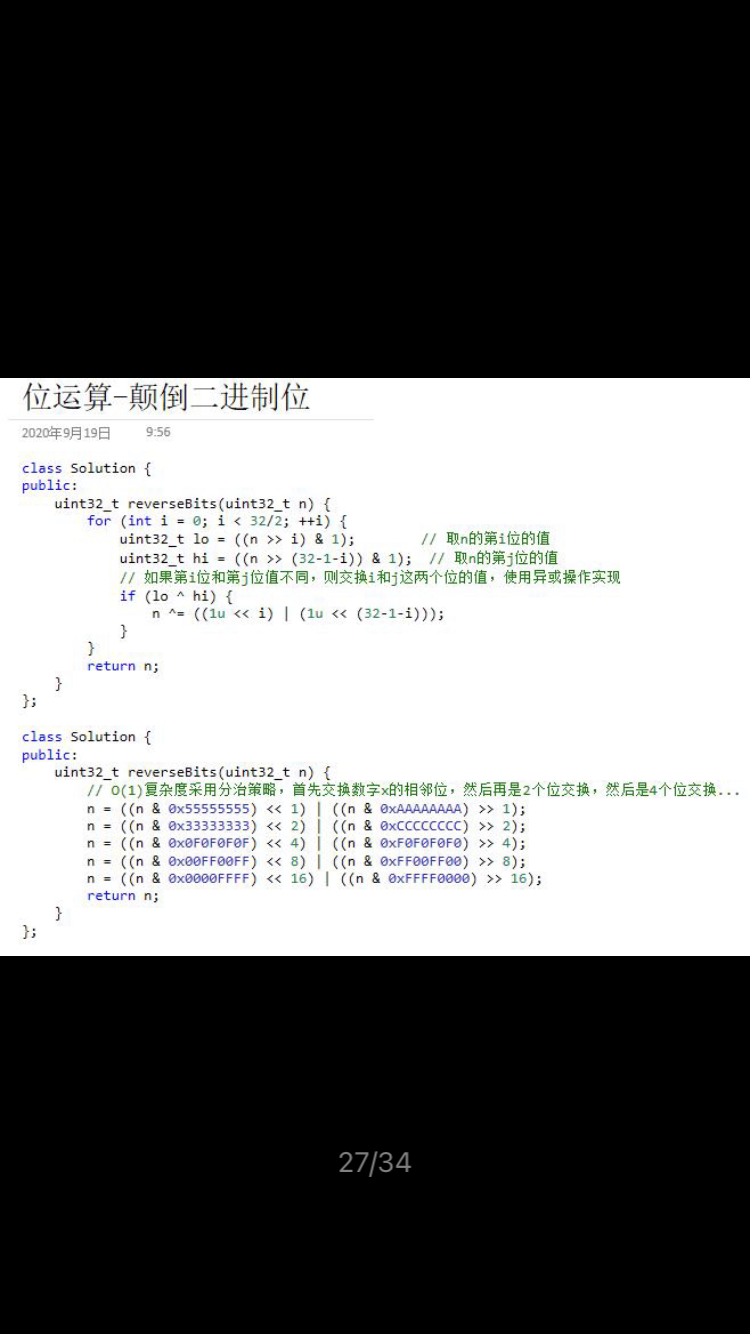 位运算-颠倒二进制位
2020年9月19日 9:56
class Solution {
public:
    uint32_t reverseBits(uint32_t n) {
        for (int i = 0; i < 32/2; ++i) {
            uint32_t lo = ((n >> i) & 1);        // 取n的第i位的值
            uint32_t hi = ((n >> (32-1-i)) & 1);  // 取n的第j位的值
            // 如果第i位和第j位值不同，则交换i和j这两个位的值，使用异或操作实现
            if (lo ^ hi) {
                n ^= ((1u << i) | (1u << (32-1-i)));
            }
        }
        return n;
    }
};
class Solution {
public:
    uint32_t reverseBits(uint32_t n) {
        // O(1)复杂度采用分治策略，首先交换数字x的相邻位，然后再是2个位交换，然后是4个位交换...
        n = ((n & 0x55555555) << 1) | ((n & 0xAAAAAAAA) >> 1);
        n = ((n & 0x33333333) << 2) | ((n & 0xCCCCCCCC) >> 2);
        n = ((n & 0x0F0F0F0F) << 4) | ((n & 0xF0F0F0F0) >> 4);
        n = ((n & 0x00FF00FF) << 8) | ((n & 0xFF00FF00) >> 8);
        n = ((n & 0x0000FFFF) << 16) | ((n & 0xFFFF0000) >> 16);
        return n;
    }
};
27/34